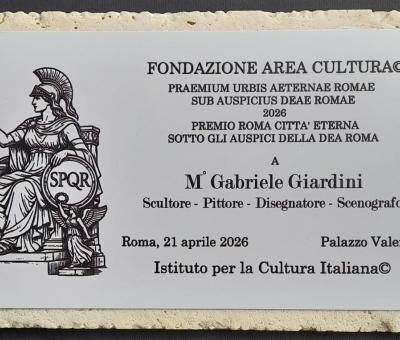 FONDAZIONE AREA CULTURA©
PRAEMIUM URBIS AETERNAE ROMAE
SUB AUSPICIUS DEAE ROMAE
2026
PREMIO ROMA CITTA' ETERNA
SOTTO GLI AUSPICI DELLA DEA ROMA
A
M° Gabriele Giardini
Scultore - Pittore - Disegnatore - Scenografo
SPQR
Roma, 21 aprile 2026 Palazzo
Istituto per la Cultura Italiana©